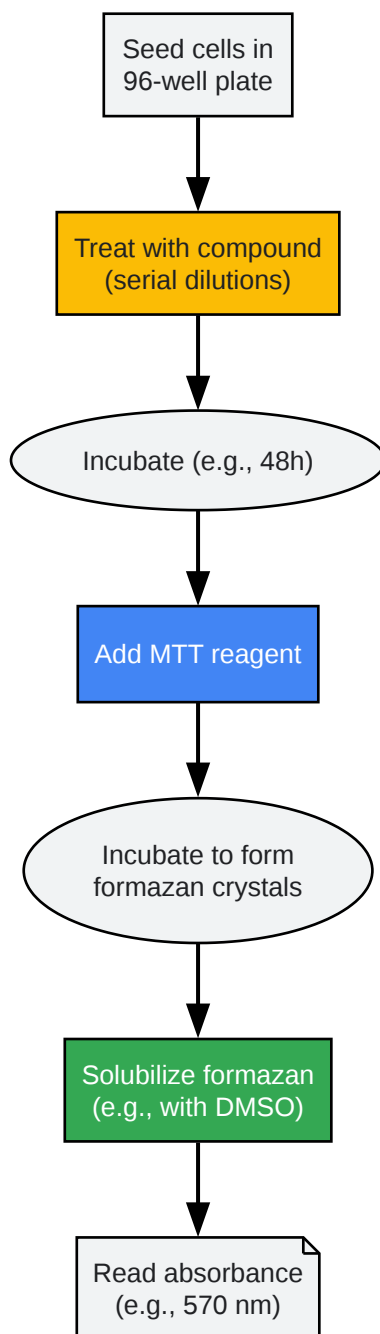 Seed cells in
96-well plate
Treat with compound
(serial dilutions)
Incubate (e.g., 48h)
Add MTT reagent
Incubate to form
formazan crystals
Solubilize formazan
(e.g., with DMSO)
Read absorbance
(e.g., 570 nm)